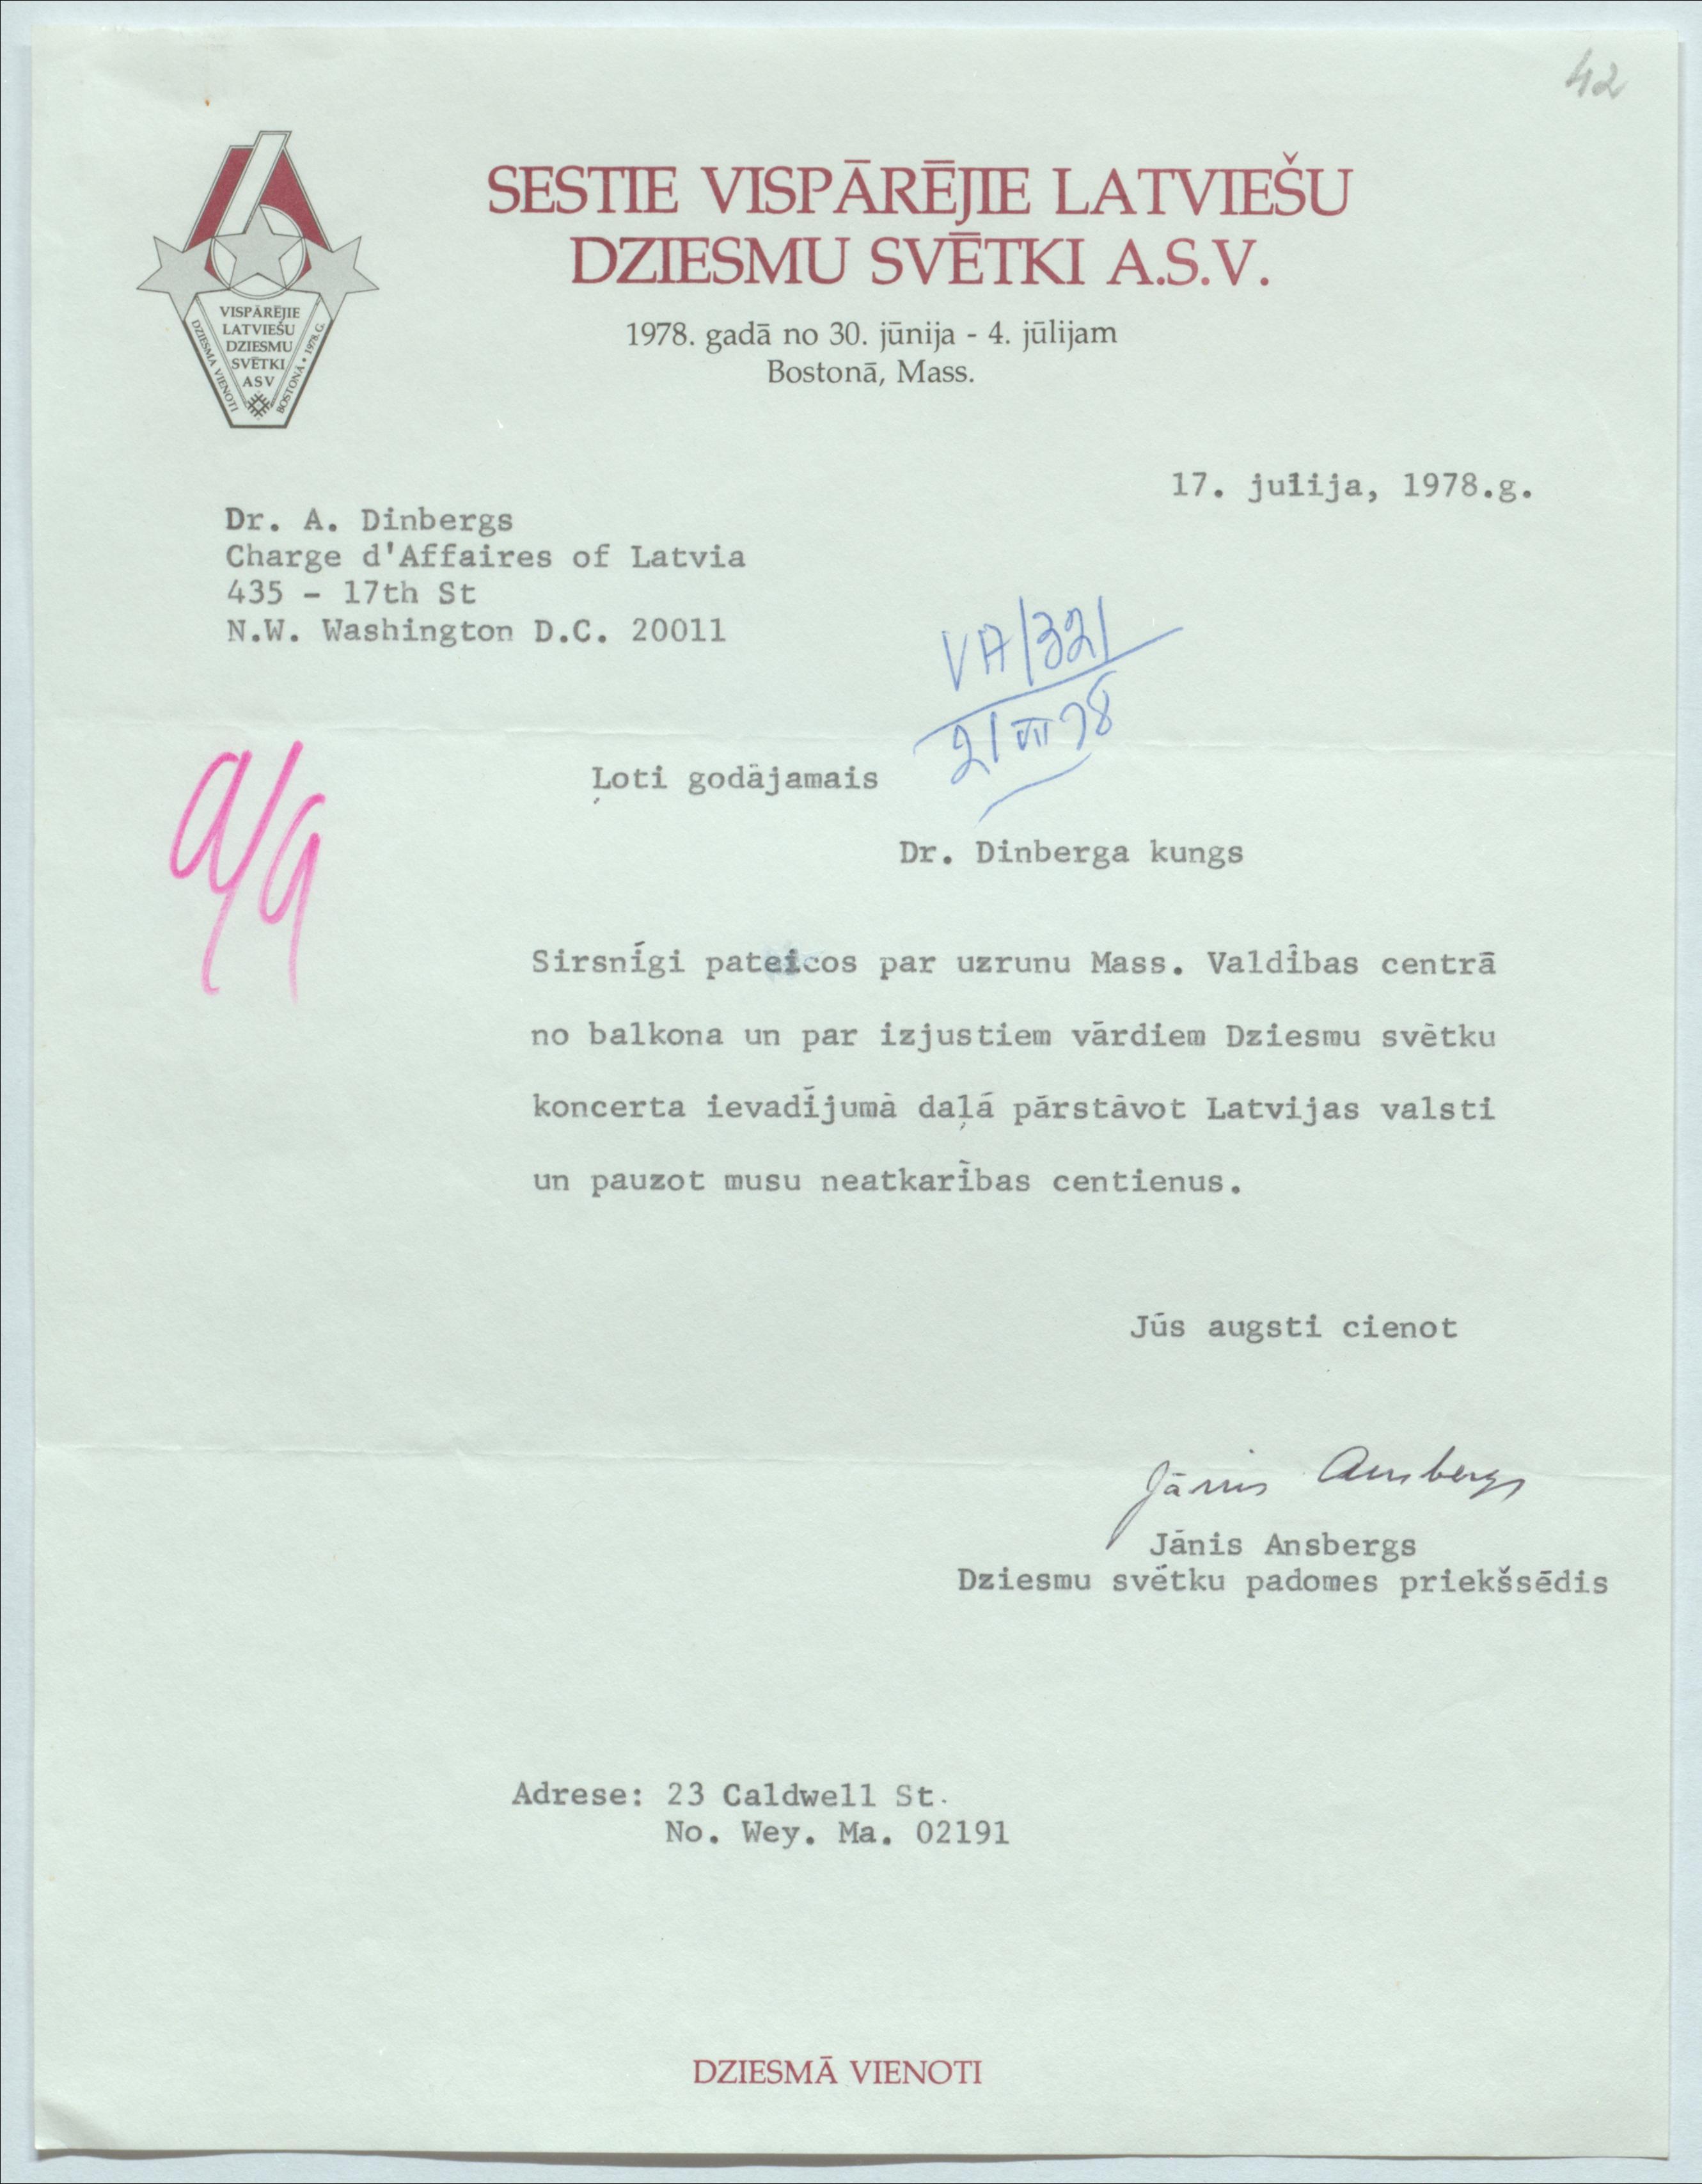 42
SESTIE VISPĀRĒJIE LATVIEŠU
DZIESMU SVĒTKI A.S.V.
1978. gadā no 30. jūnija - 4. jūlijam
Bostonā, Mass.
VISPĀRĒJIE
LATVIEŠU
DZIESMU
SVĒTKI
ASV
DZIESMĀ VIENOTI
BOSTONĀ • 1978.G.
17. julija, 1978.g.
Dr. A. Dinbergs
Charge d'Affaires of Latvia
435 - 17th St
N.W. Washington D.C. 20011
VA/321
21 VII 78
Ļoti godājamais
Dr. Dinberga kungs
a/a
Sirsnīgi pateicos par uzrunu Mass. Valdības centrā
no balkona un par izjustiem vārdiem Dziesmu svētku
koncerta ievadījumā daļā pārstāvot Latvijas valsti
un pauzot musu neatkarības centienus.
Jūs augsti cienot
Jānis Ansbergs
Jānis Ansbergs
Dziesmu svētku padomes priekšsēdis
Adrese: 23 Caldwell St.
No. Wey. Ma. 02191
DZIESMĀ VIENOTI